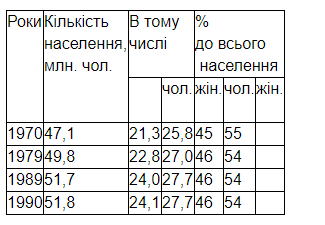 Роки Кількість населення, млн. чол. В тому числі % до всього населення
чол. жін. чол. жін.
1970 47,1 21,3 25,8 45 55
1979 49,8 22,8 27,0 46 54
1989 51,7 24,0 27,7 46 54
1990 51,8 24,1 27,7 46 54